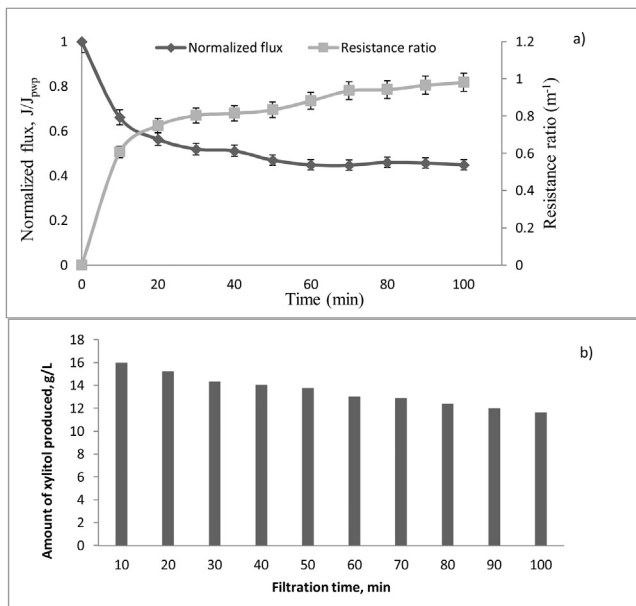 a)
Normalized flux
Resistance ratio
Normalized flux, J/Jpwp
1
0.8
0.6
0.4
0.2
0
Resistance ratio (m⁻¹)
1.2
1
0.8
0.6
0.4
0.2
0
0 20 40 60 80 100
Time (min)
b)
Amount of xylitol produced, g/L
18
16
14
12
10
8
6
4
2
0
10 20 30 40 50 60 70 80 90 100
Filtration time, min